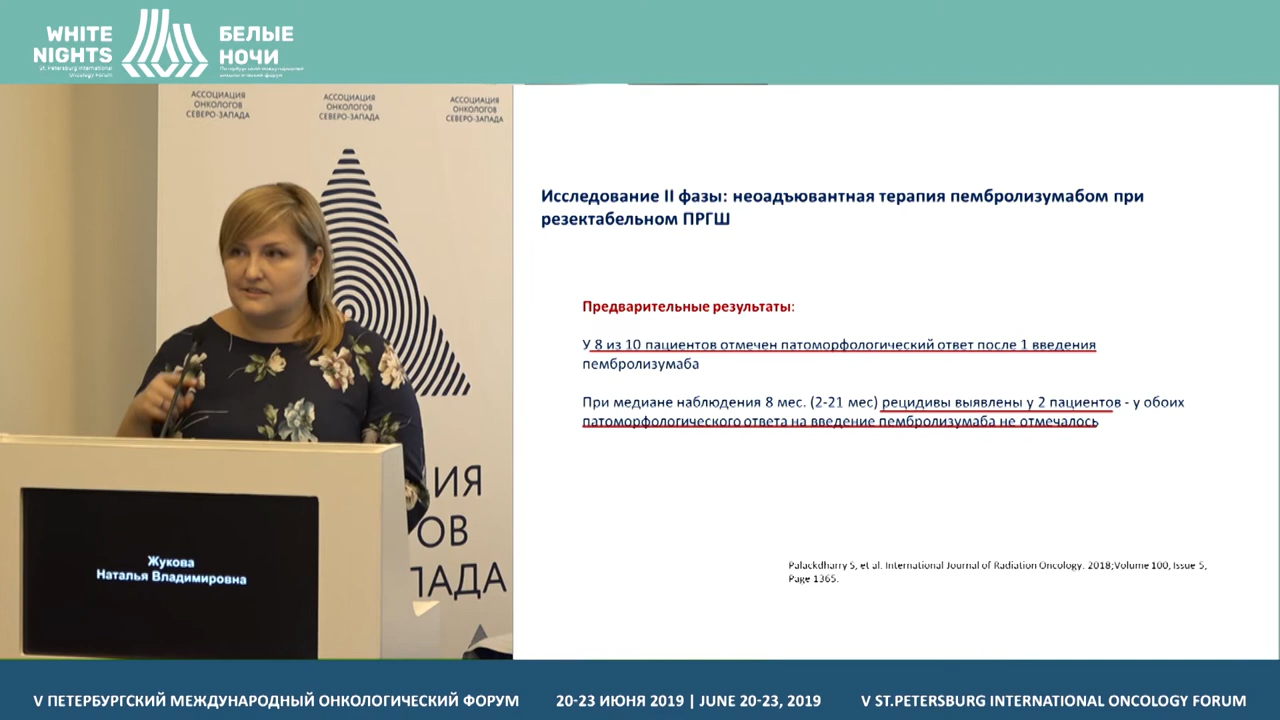 WHITE
NIGHTS
St. Petersburg International
Oncology Forum
БЕЛЫЕ
НОЧИ
Петербургский международный
онкологический форум
АССОЦИАЦИЯ
ОНКОЛОГОВ
СЕВЕРО-ЗАПАДА
АССОЦИАЦИЯ
ОНКОЛОГОВ
СЕВЕРО-ЗАПАДА
АССОЦИАЦИЯ
ОНКОЛОГОВ
СЕВЕРО-ЗАПАДА
ИЯ
ОВ
ПАДА
Жукова
Наталья Владимировна
Исследование II фазы: неоадъювантная терапия пембролизумабом при
резектабельном ПРГШ
Предварительные результаты:
У 8 из 10 пациентов отмечен патоморфологический ответ после 1 введения
пембролизумаба
При медиане наблюдения 8 мес. (2-21 мес) рецидивы выявлены у 2 пациентов - у обоих
патоморфологического ответа на введение пембролизумаба не отмечалось
Palackdharry S, et al. International Journal of Radiation Oncology. 2018;Volume 100, Issue 5,
Page 1365.
V ПЕТЕРБУРГСКИЙ МЕЖДУНАРОДНЫЙ ОНКОЛОГИЧЕСКИЙ ФОРУМ
20-23 ИЮНЯ 2019 | JUNE 20-23, 2019
V ST.PETERSBURG INTERNATIONAL ONCOLOGY FORUM